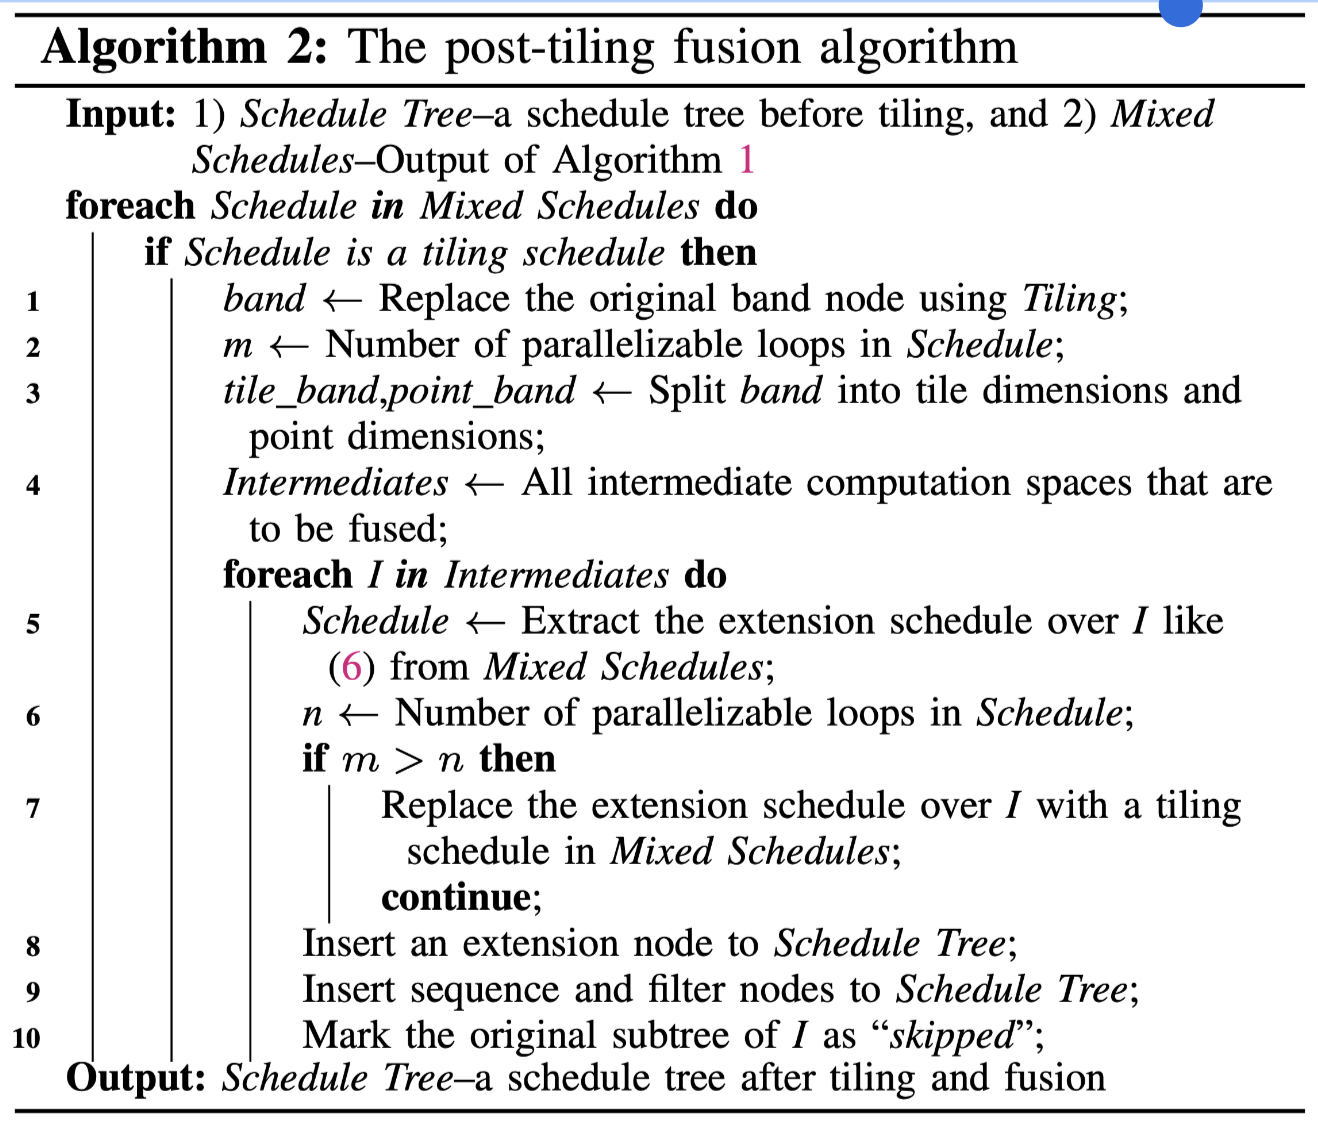 Algorithm 2: The post-tiling fusion algorithm
Input: 1) Schedule Tree–a schedule tree before tiling, and 2) Mixed
Schedules–Output of Algorithm 1
foreach Schedule in Mixed Schedules do
if Schedule is a tiling schedule then
1 band ← Replace the original band node using Tiling;
2 m ← Number of parallelizable loops in Schedule;
3 tile_band,point_band ← Split band into tile dimensions and
point dimensions;
4 Intermediates ← All intermediate computation spaces that are
to be fused;
foreach I in Intermediates do
5 Schedule ← Extract the extension schedule over I like
(6) from Mixed Schedules;
6 n ← Number of parallelizable loops in Schedule;
if m > n then
7 Replace the extension schedule over I with a tiling
schedule in Mixed Schedules;
continue;
8 Insert an extension node to Schedule Tree;
9 Insert sequence and filter nodes to Schedule Tree;
10 Mark the original subtree of I as “skipped”;
Output: Schedule Tree–a schedule tree after tiling and fusion